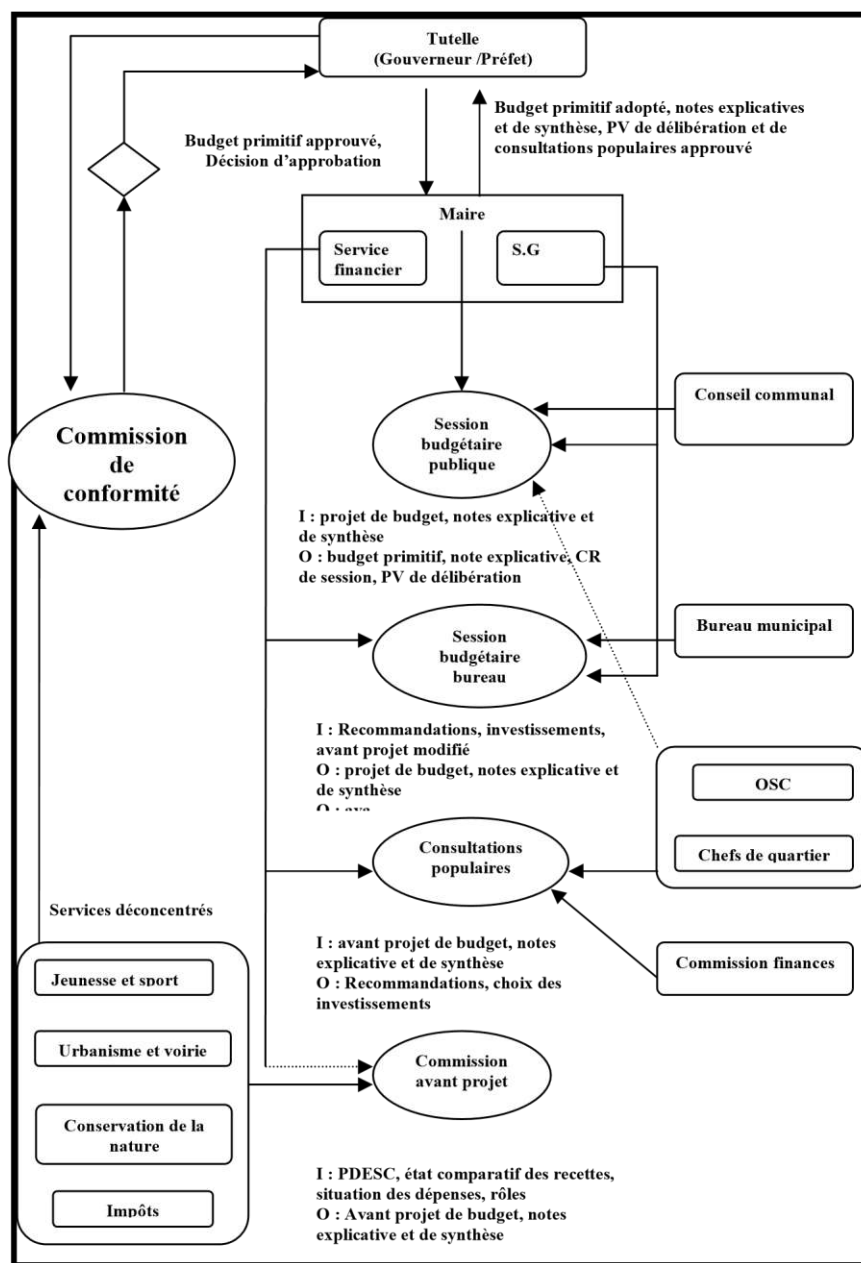 Tutelle
(Gouverneur /Préfet)
Budget primitif adopté, notes explicatives
et de synthèse, PV de délibération et de
consultations populaires approuvé
Budget primitif approuvé,
Décision d'approbation
Maire
Service
financier
S.G
Conseil communal
Session
budgétaire
publique
Commission
de
conformité
I : projet de budget, notes explicative et
de synthèse
O : budget primitif, note explicative, CR
de session, PV de délibération
Bureau municipal
Session
budgétaire
bureau
I : Recommandations, investissements,
avant projet modifié
O : projet de budget, notes explicative et
de synthèse
O : ava
OSC
Chefs de quartier
Consultations
populaires
Services déconcentrés
I : avant projet de budget, notes
explicative et de synthèse
O : Recommandations, choix des
investissements
Commission finances
Jeunesse et sport
Urbanisme et voirie
Conservation de la
nature
Impôts
Commission
avant projet
I : PDESC, état comparatif des recettes,
situation des dépenses, rôles
O : Avant projet de budget, notes
explicative et de synthèse